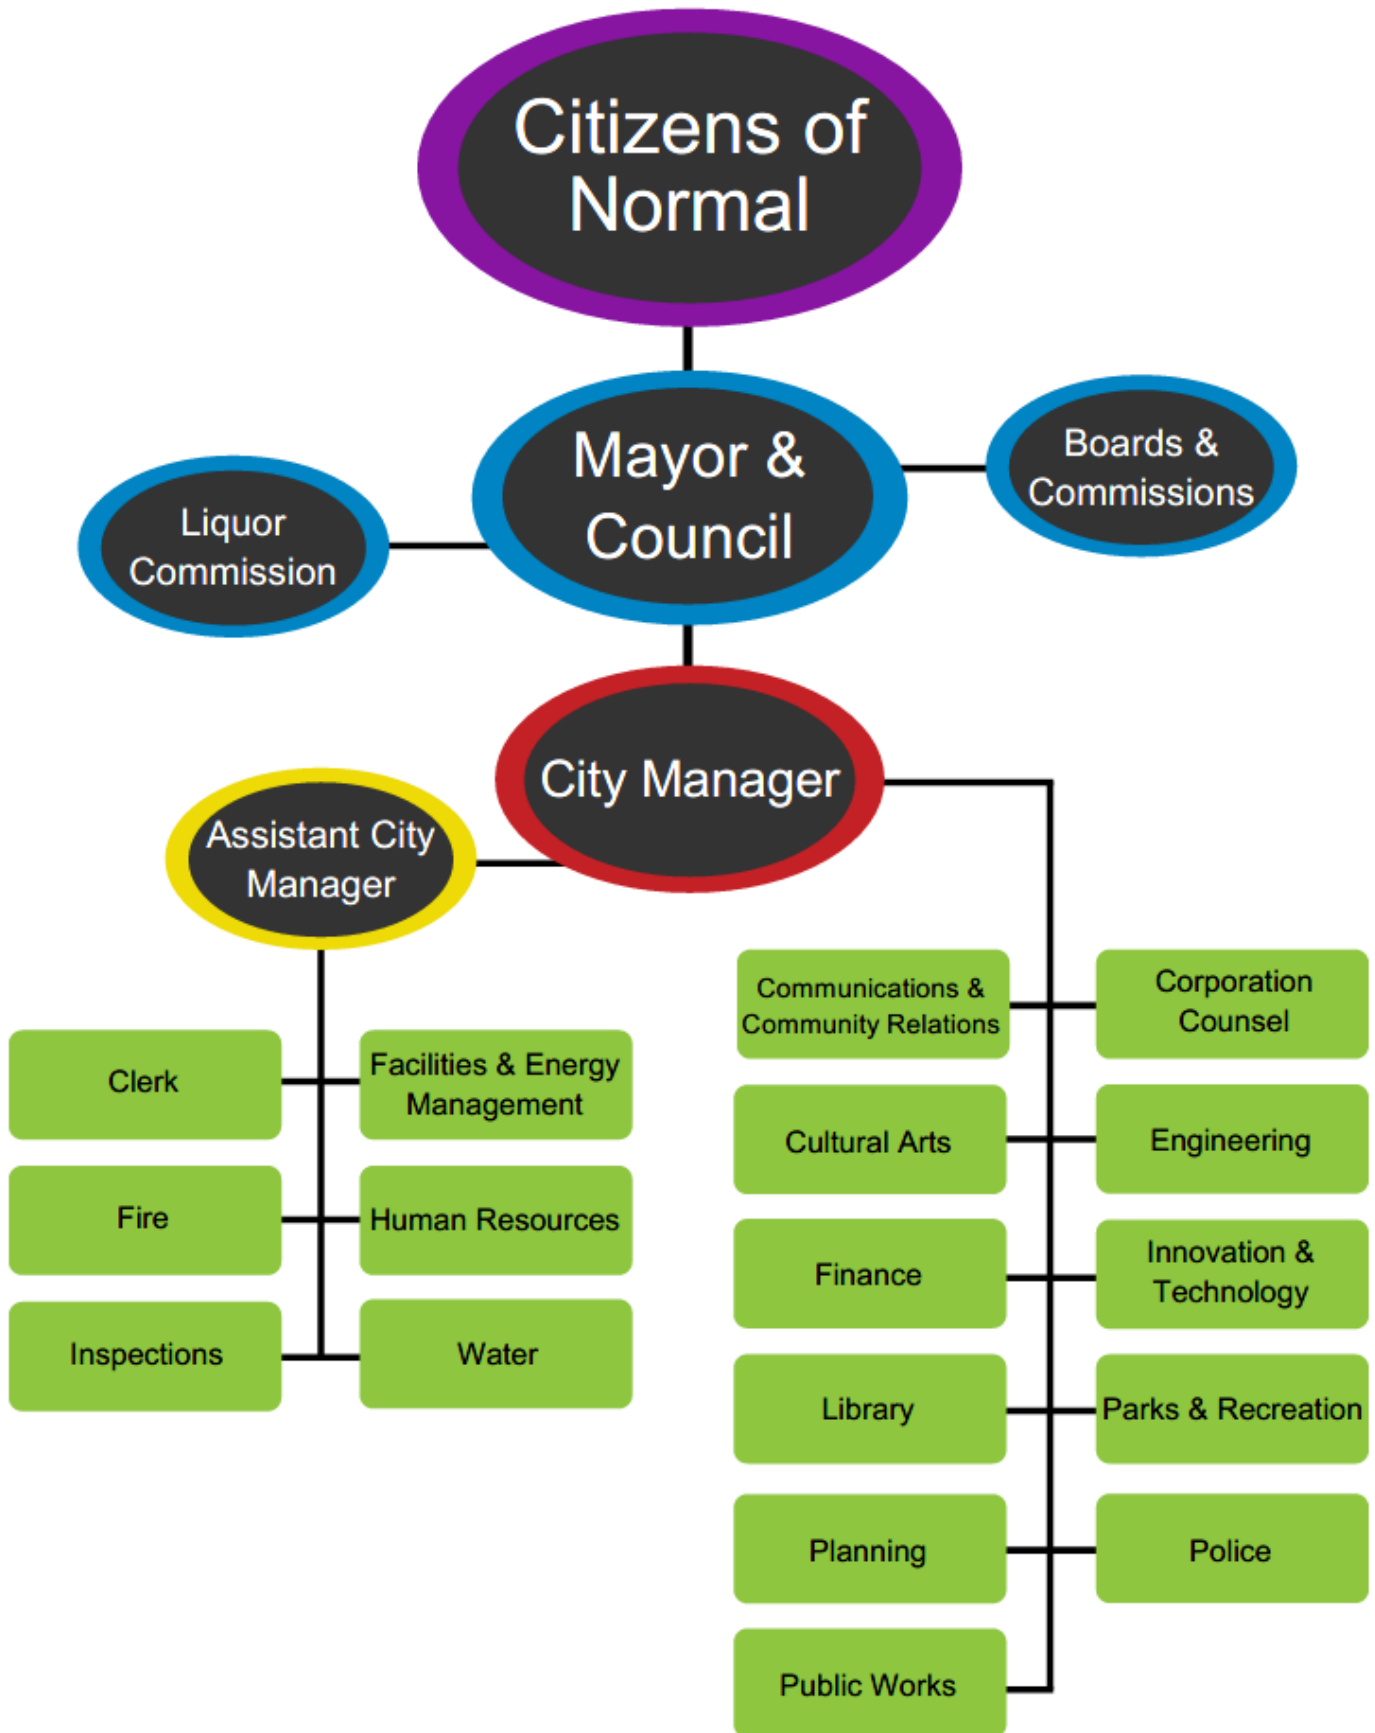 Citizens of
Normal
Mayor &
Council
Boards &
Commissions
Liquor
Commission
City Manager
Assistant City
Manager
Clerk
Facilities & Energy
Management
Fire
Human Resources
Inspections
Water
Communications &
Community Relations
Corporation
Counsel
Cultural Arts
Engineering
Finance
Innovation &
Technology
Library
Parks & Recreation
Planning
Police
Public Works